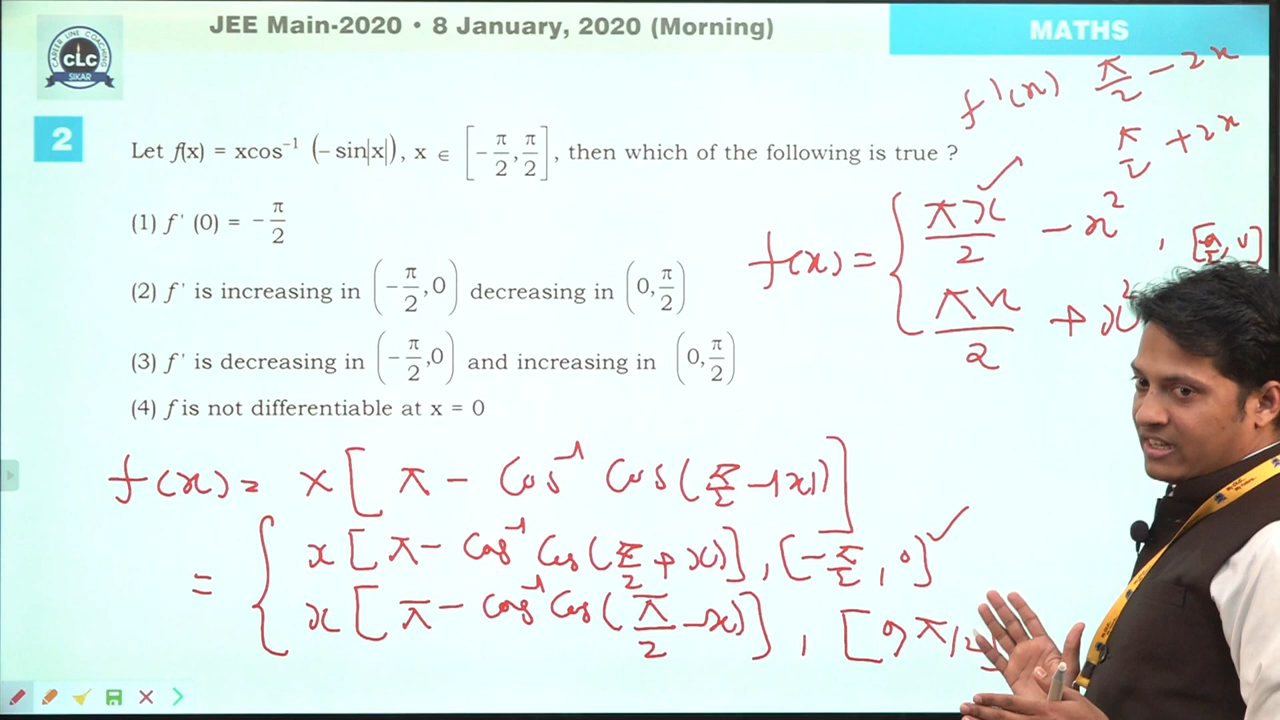 JEE Main-2020 • 8 January, 2020 (Morning)
MATHS
CAREER LINE COACHING
CLC
SIKAR
2
Let f(x) = xcos⁻¹ (– sin|x|), x ∈ [–π/2, π/2], then which of the following is true ?
(1) f' (0) = – π/2
(2) f' is increasing in (–π/2, 0) decreasing in (0, π/2)
(3) f' is decreasing in (–π/2, 0) and increasing in (0, π/2)
(4) f is not differentiable at x = 0
f'(x) π/2 – 2x
π/2 + 2x
f(x) = { πx/2 – x² , [
πx/2 + x²
f(x) = x[π – cos⁻¹ cos(π/2 – |x|)]
= { x[π – cos⁻¹ cos(π/2 + x)], [–π/2, 0]
x[π – cos⁻¹ cos(π/2 – x)], [0, π/2]